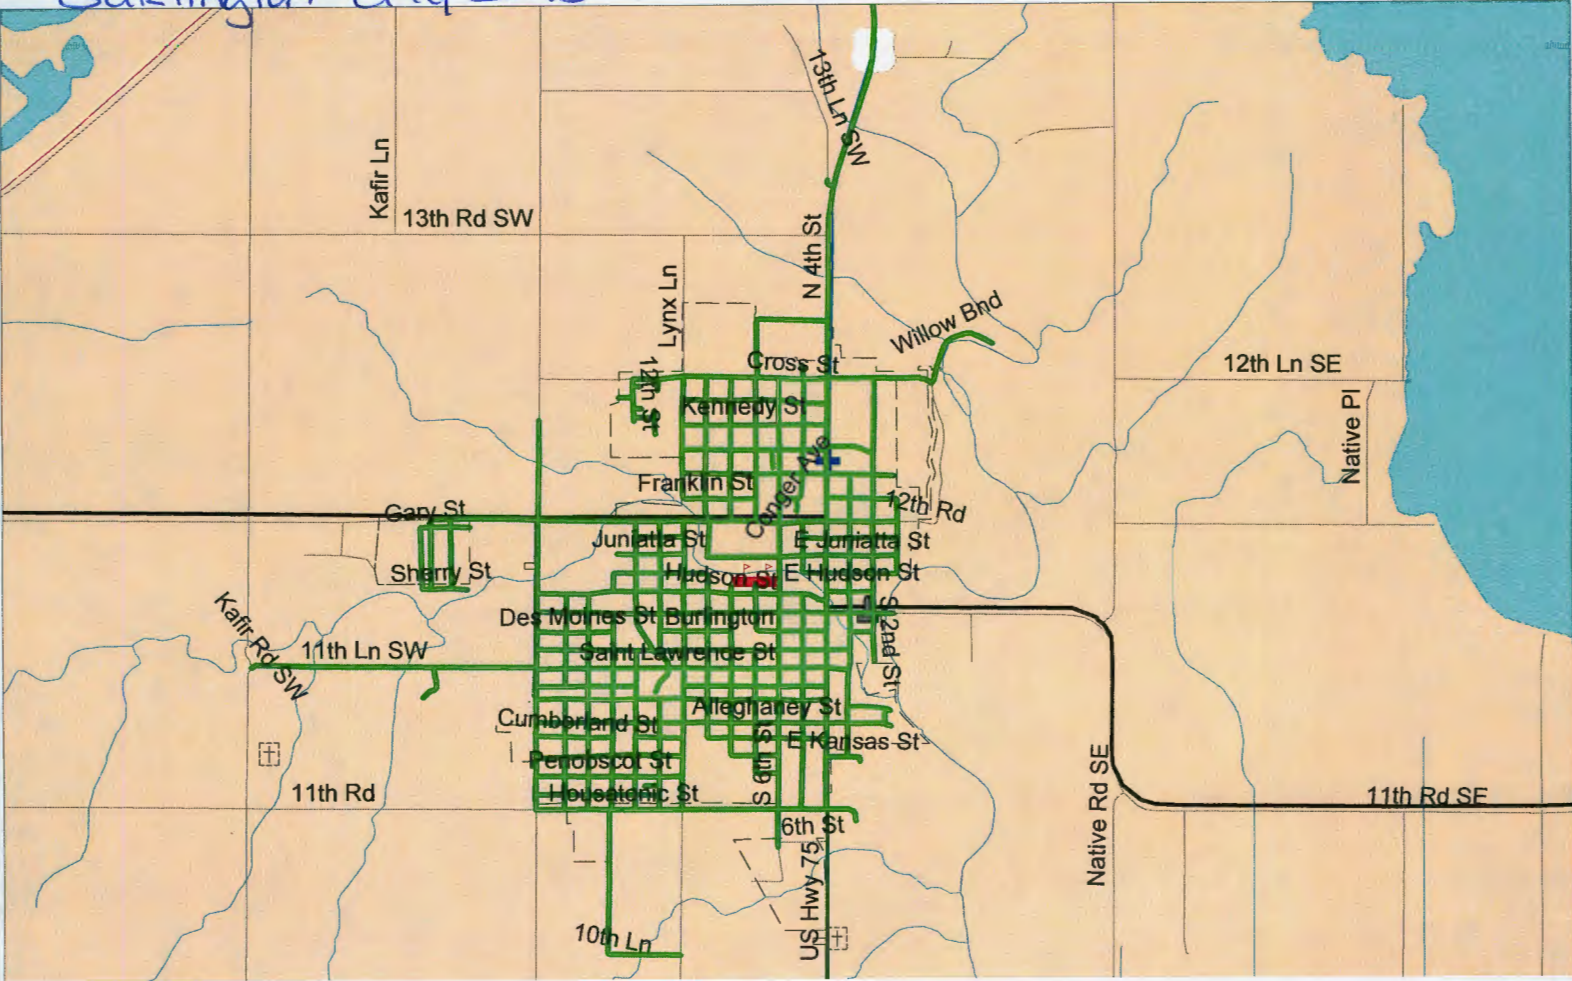 Burlington
13th Ln SW
Kafir Ln
13th Rd SW
N 4th St
Lynx Ln
Willow Bnd
Cross St
12th Ln SE
12th St
Kennedy St
Native Pl
Conger Ave
Franklin St
12th Rd
Gary St
Juniatta St
E Juniatta St
Sherry St
Hudson St
E Hudson St
Kafir Rd SW
Des Moines St
Burlington
S 2nd St
11th Ln SW
Saint Lawrence St
Alleghaney St
Cumberland St
E Kansas St
S 6th St
Penobscot St
11th Rd
Housatonic St
Native Rd SE
11th Rd SE
6th St
US Hwy 75
10th Ln